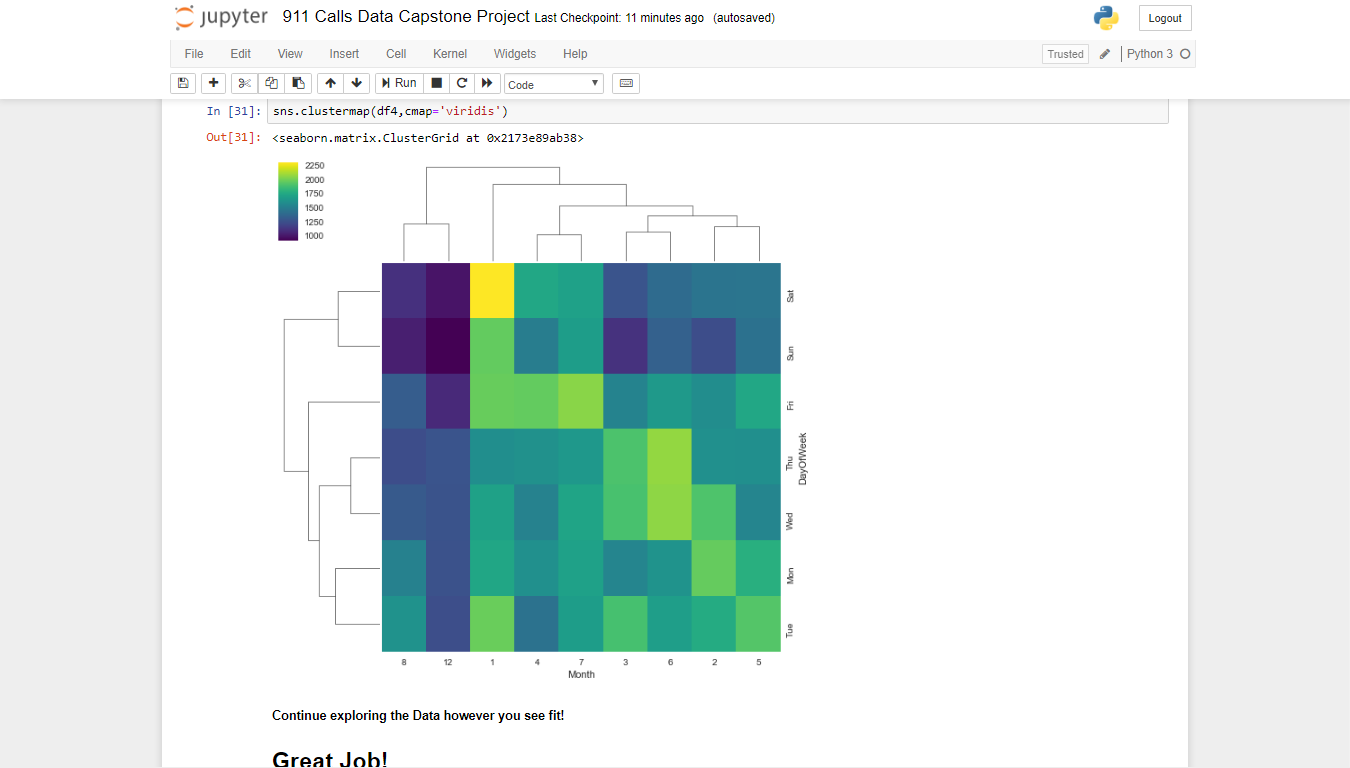 jupyter 911 Calls Data Capstone Project Last Checkpoint: 11 minutes ago (autosaved)
Logout
File Edit View Insert Cell Kernel Widgets Help
Trusted Python 3
Run Code
In [31]: sns.clustermap(df4,cmap='viridis')
Out[31]: <seaborn.matrix.ClusterGrid at 0x2173e89ab38>
2250
2000
1750
1500
1250
1000
Sat
Sun
Fri
Thu
Wed
Mon
Tue
DayOfWeek
8 12 1 4 7 3 6 2 5
Month
Continue exploring the Data however you see fit!
Great Job!